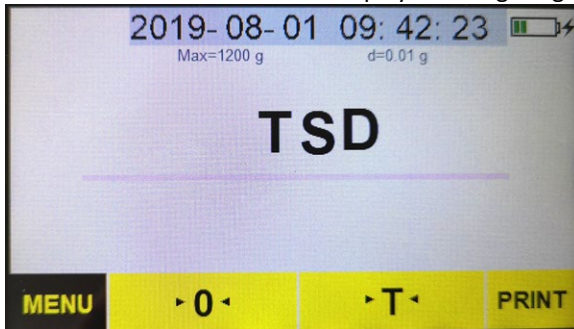 2019-08-01 09:42:23
Max=1200 g d=0.01 g
TSD
MENU ►0◄ ►T◄ PRINT